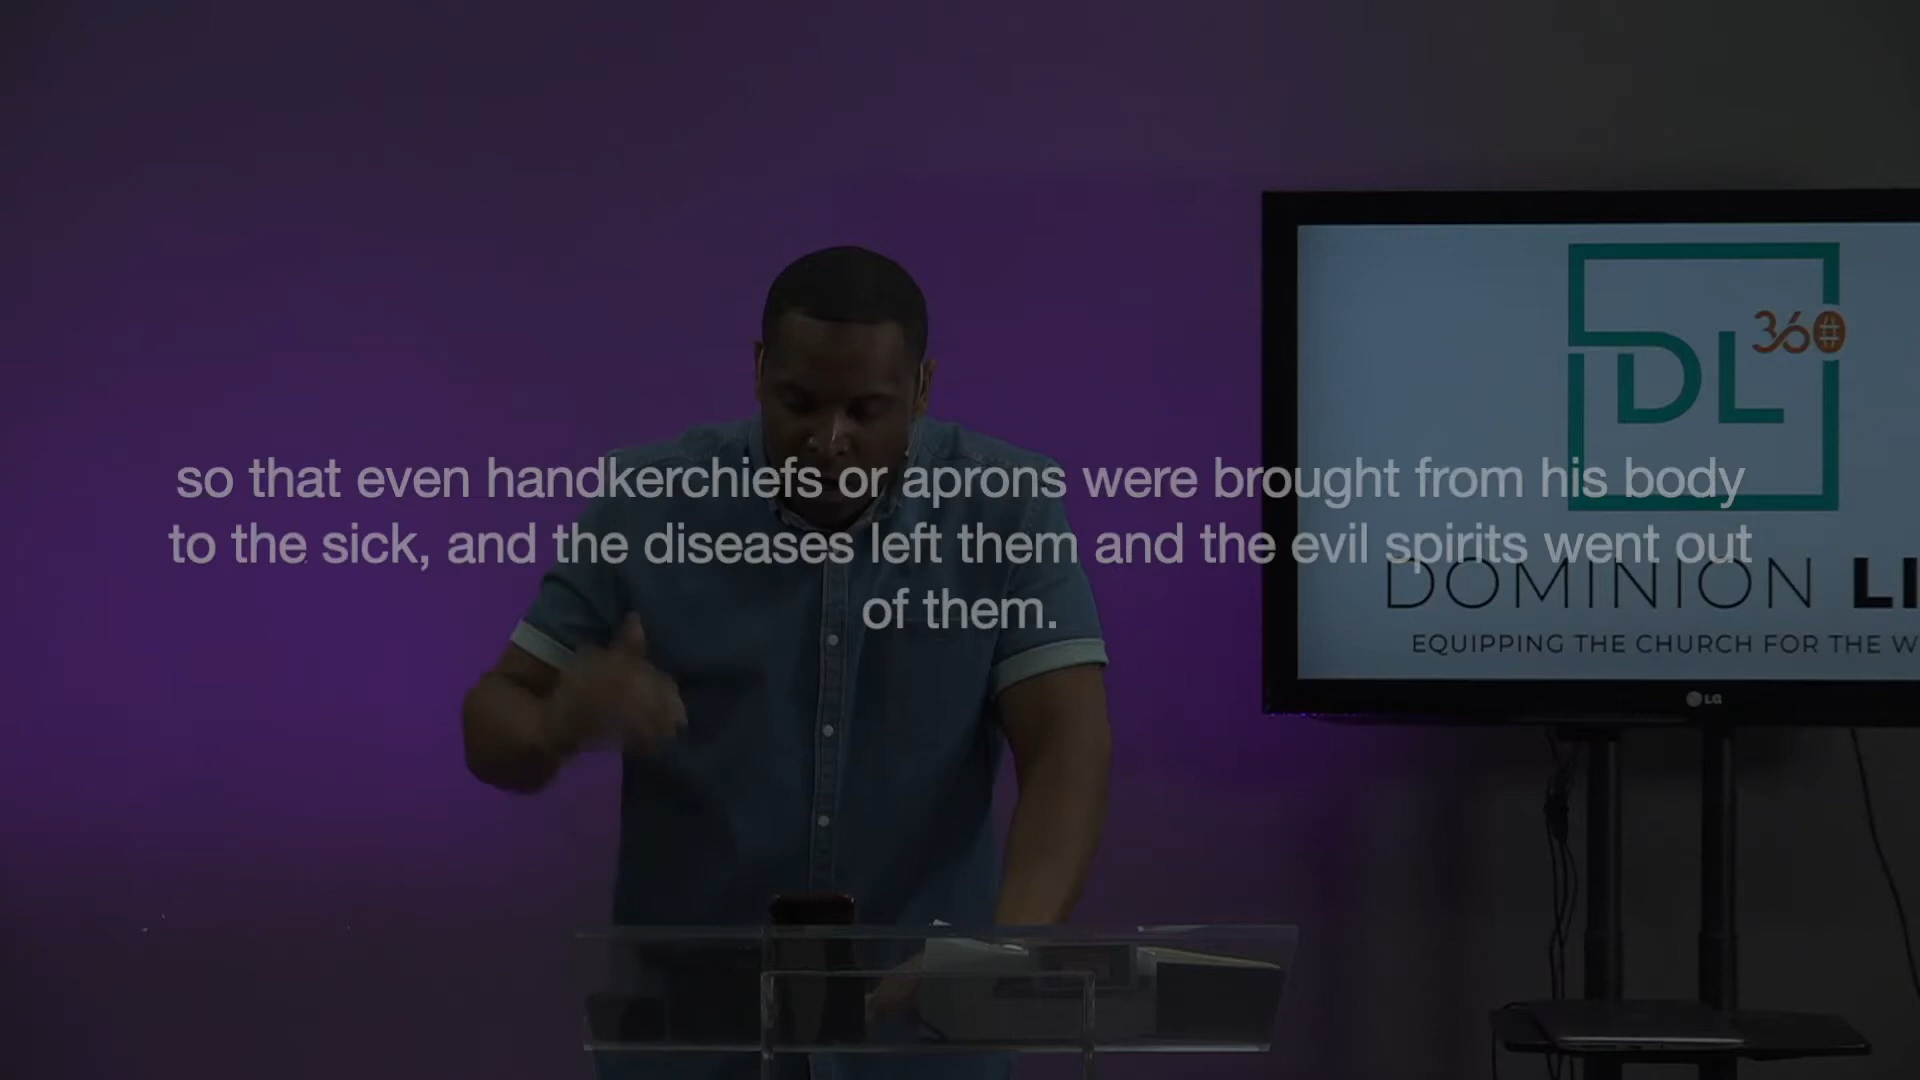 so that even handkerchiefs or aprons were brought from his body
to the sick, and the diseases left them and the evil spirits went out
of them.
DL 360
DOMINION LI
EQUIPPING THE CHURCH FOR THE W
LG